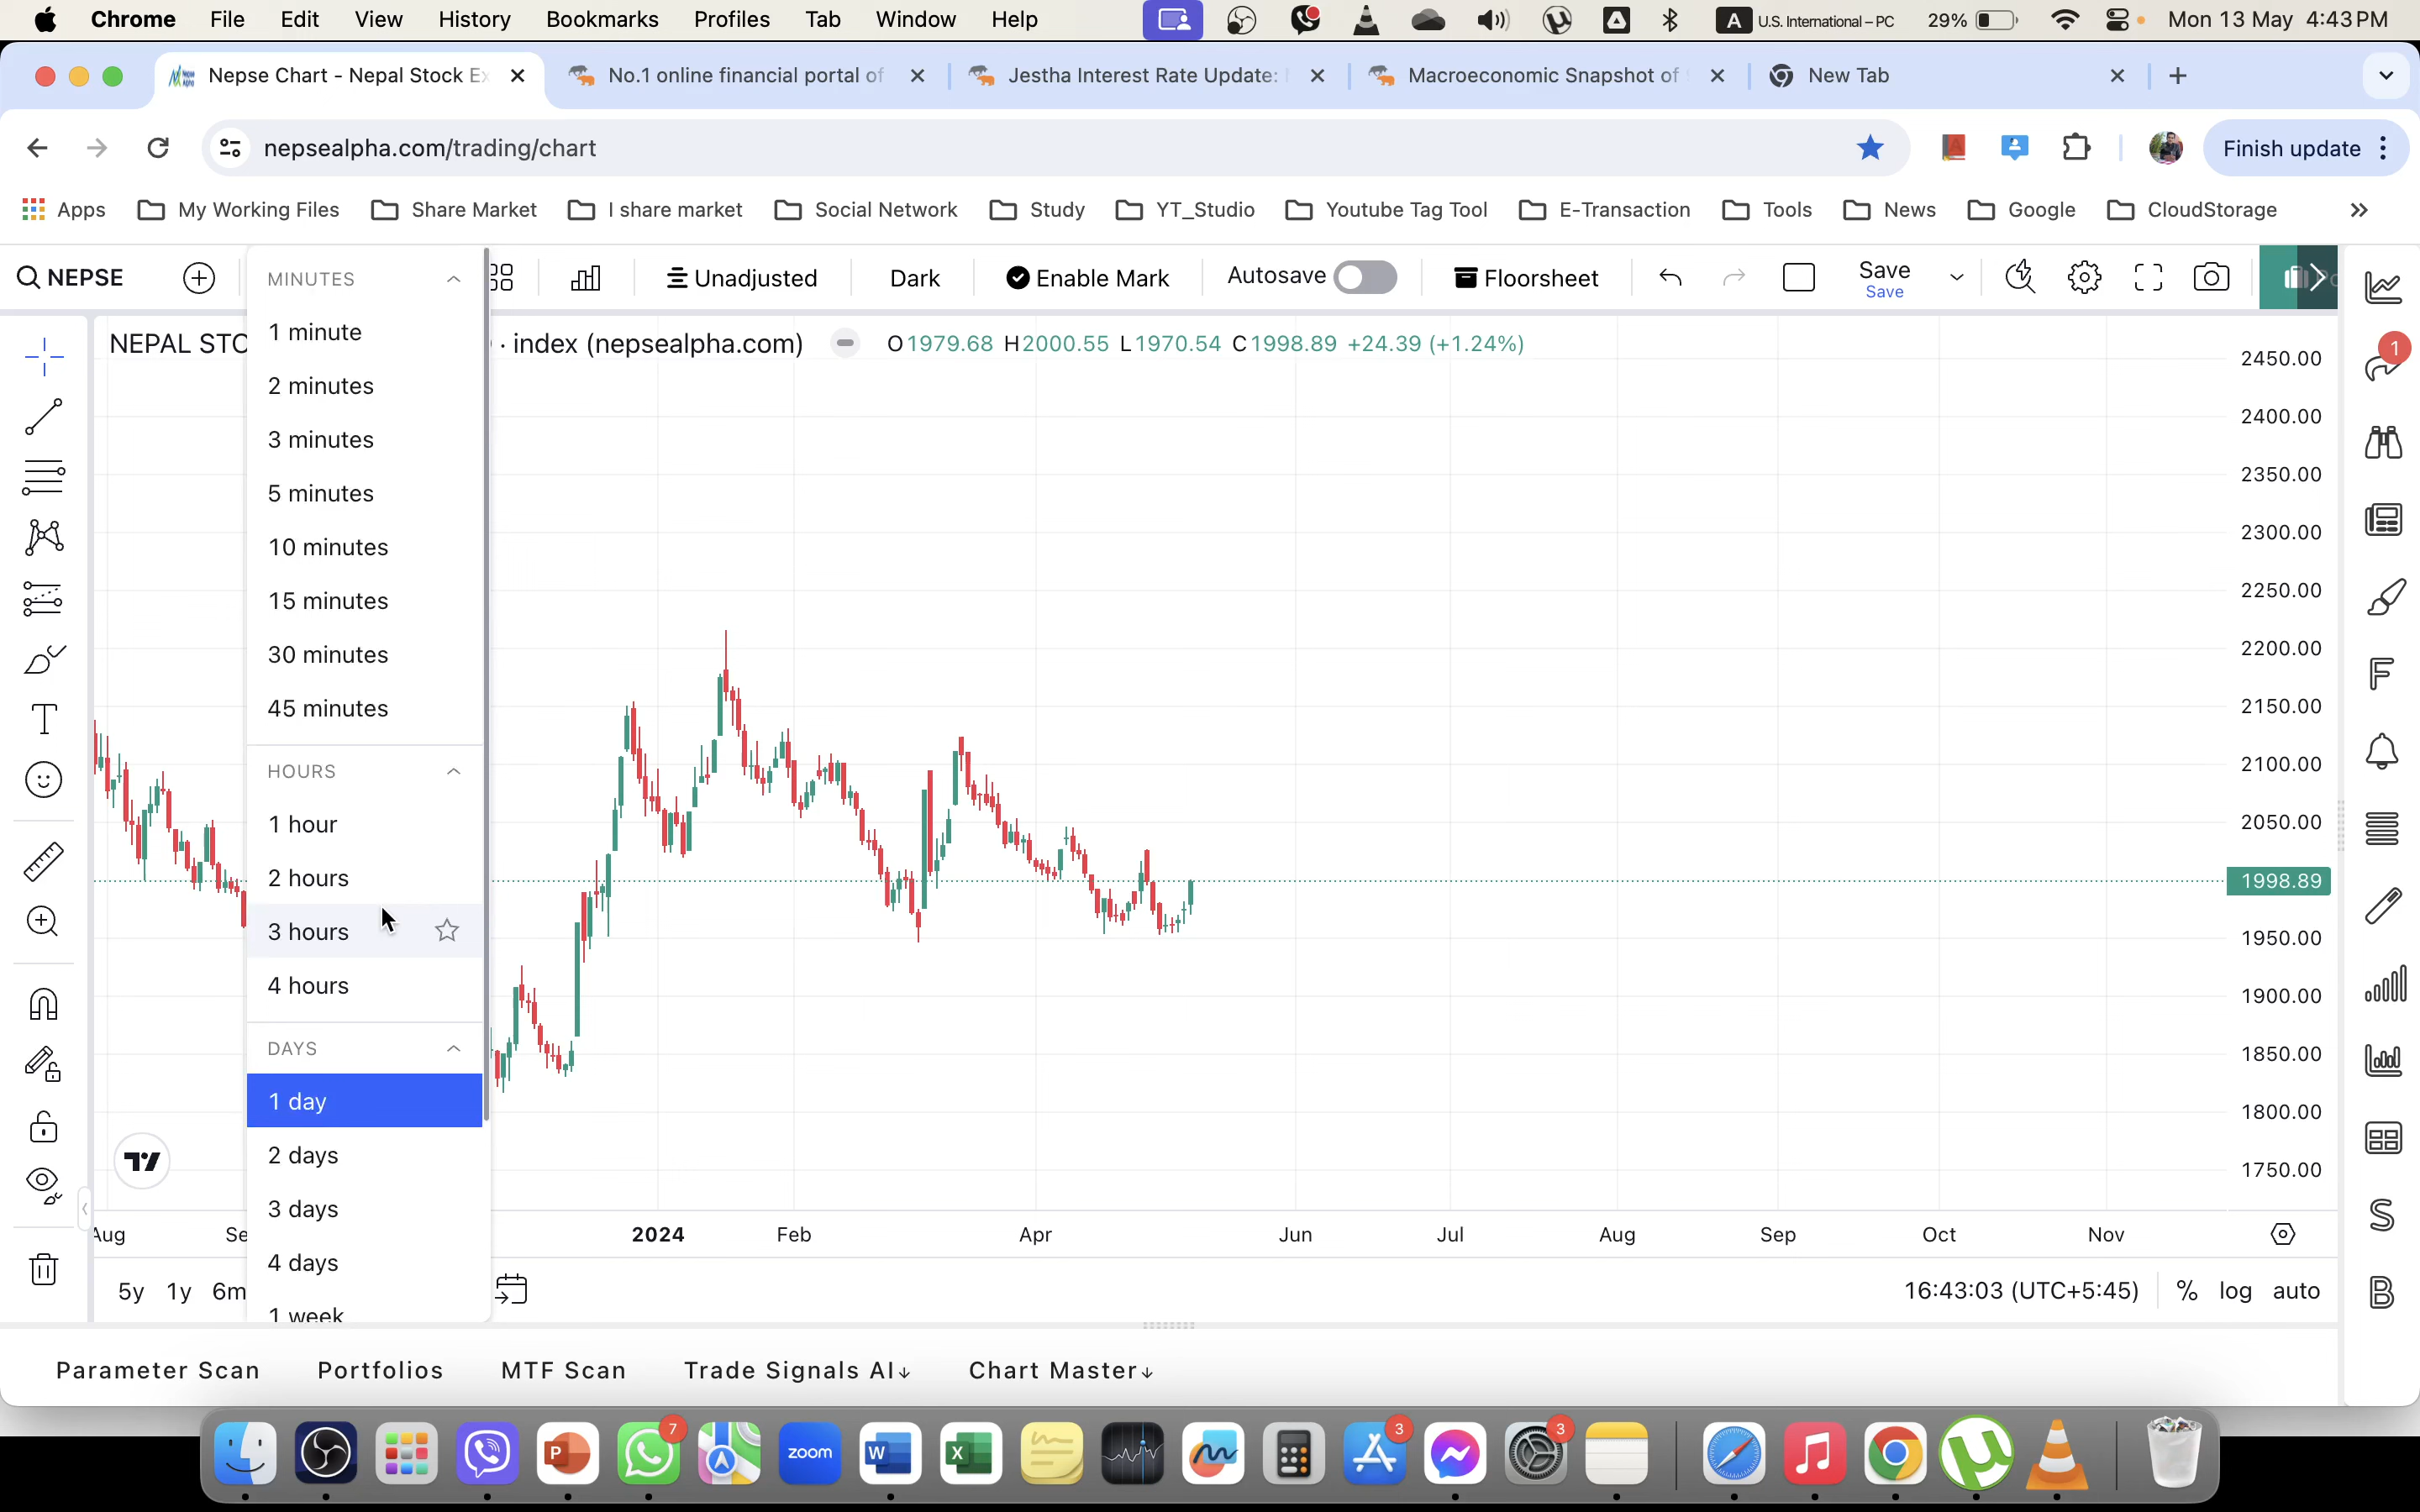 Chrome File Edit View History Bookmarks Profiles Tab Window Help A U.S. International – PC 29% Mon 13 May 4:43 PM
Nepse Chart - Nepal Stock Ex No.1 online financial portal of Jestha Interest Rate Update: Macroeconomic Snapshot of New Tab
nepsealpha.com/trading/chart Finish update
Apps My Working Files Share Market I share market Social Network Study YT_Studio Youtube Tag Tool E-Transaction Tools News Google CloudStorage
NEPSE Unadjusted Dark Enable Mark Autosave Floorsheet Save
Save
NEPAL STO · index (nepsealpha.com) O1979.68 H2000.55 L1970.54 C1998.89 +24.39 (+1.24%)
MINUTES
1 minute
2 minutes
3 minutes
5 minutes
10 minutes
15 minutes
30 minutes
45 minutes
HOURS
1 hour
2 hours
3 hours
4 hours
DAYS
1 day
2 days
3 days
4 days
1 week
2450.00
2400.00
2350.00
2300.00
2250.00
2200.00
2150.00
2100.00
2050.00
1998.89
1950.00
1900.00
1850.00
1800.00
1750.00
1
F
S
B
Aug Se 2024 Feb Apr Jun Jul Aug Sep Oct Nov
5y 1y 6m 16:43:03 (UTC+5:45) % log auto
Parameter Scan Portfolios MTF Scan Trade Signals AI↓ Chart Master↓
7 3 3
P zoom W X